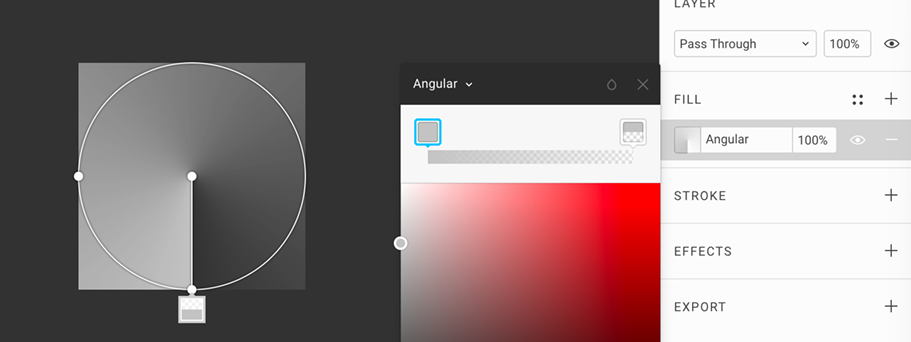 LAYER
Pass Through
100%
Angular
FILL
Angular
100%
STROKE
EFFECTS
EXPORT